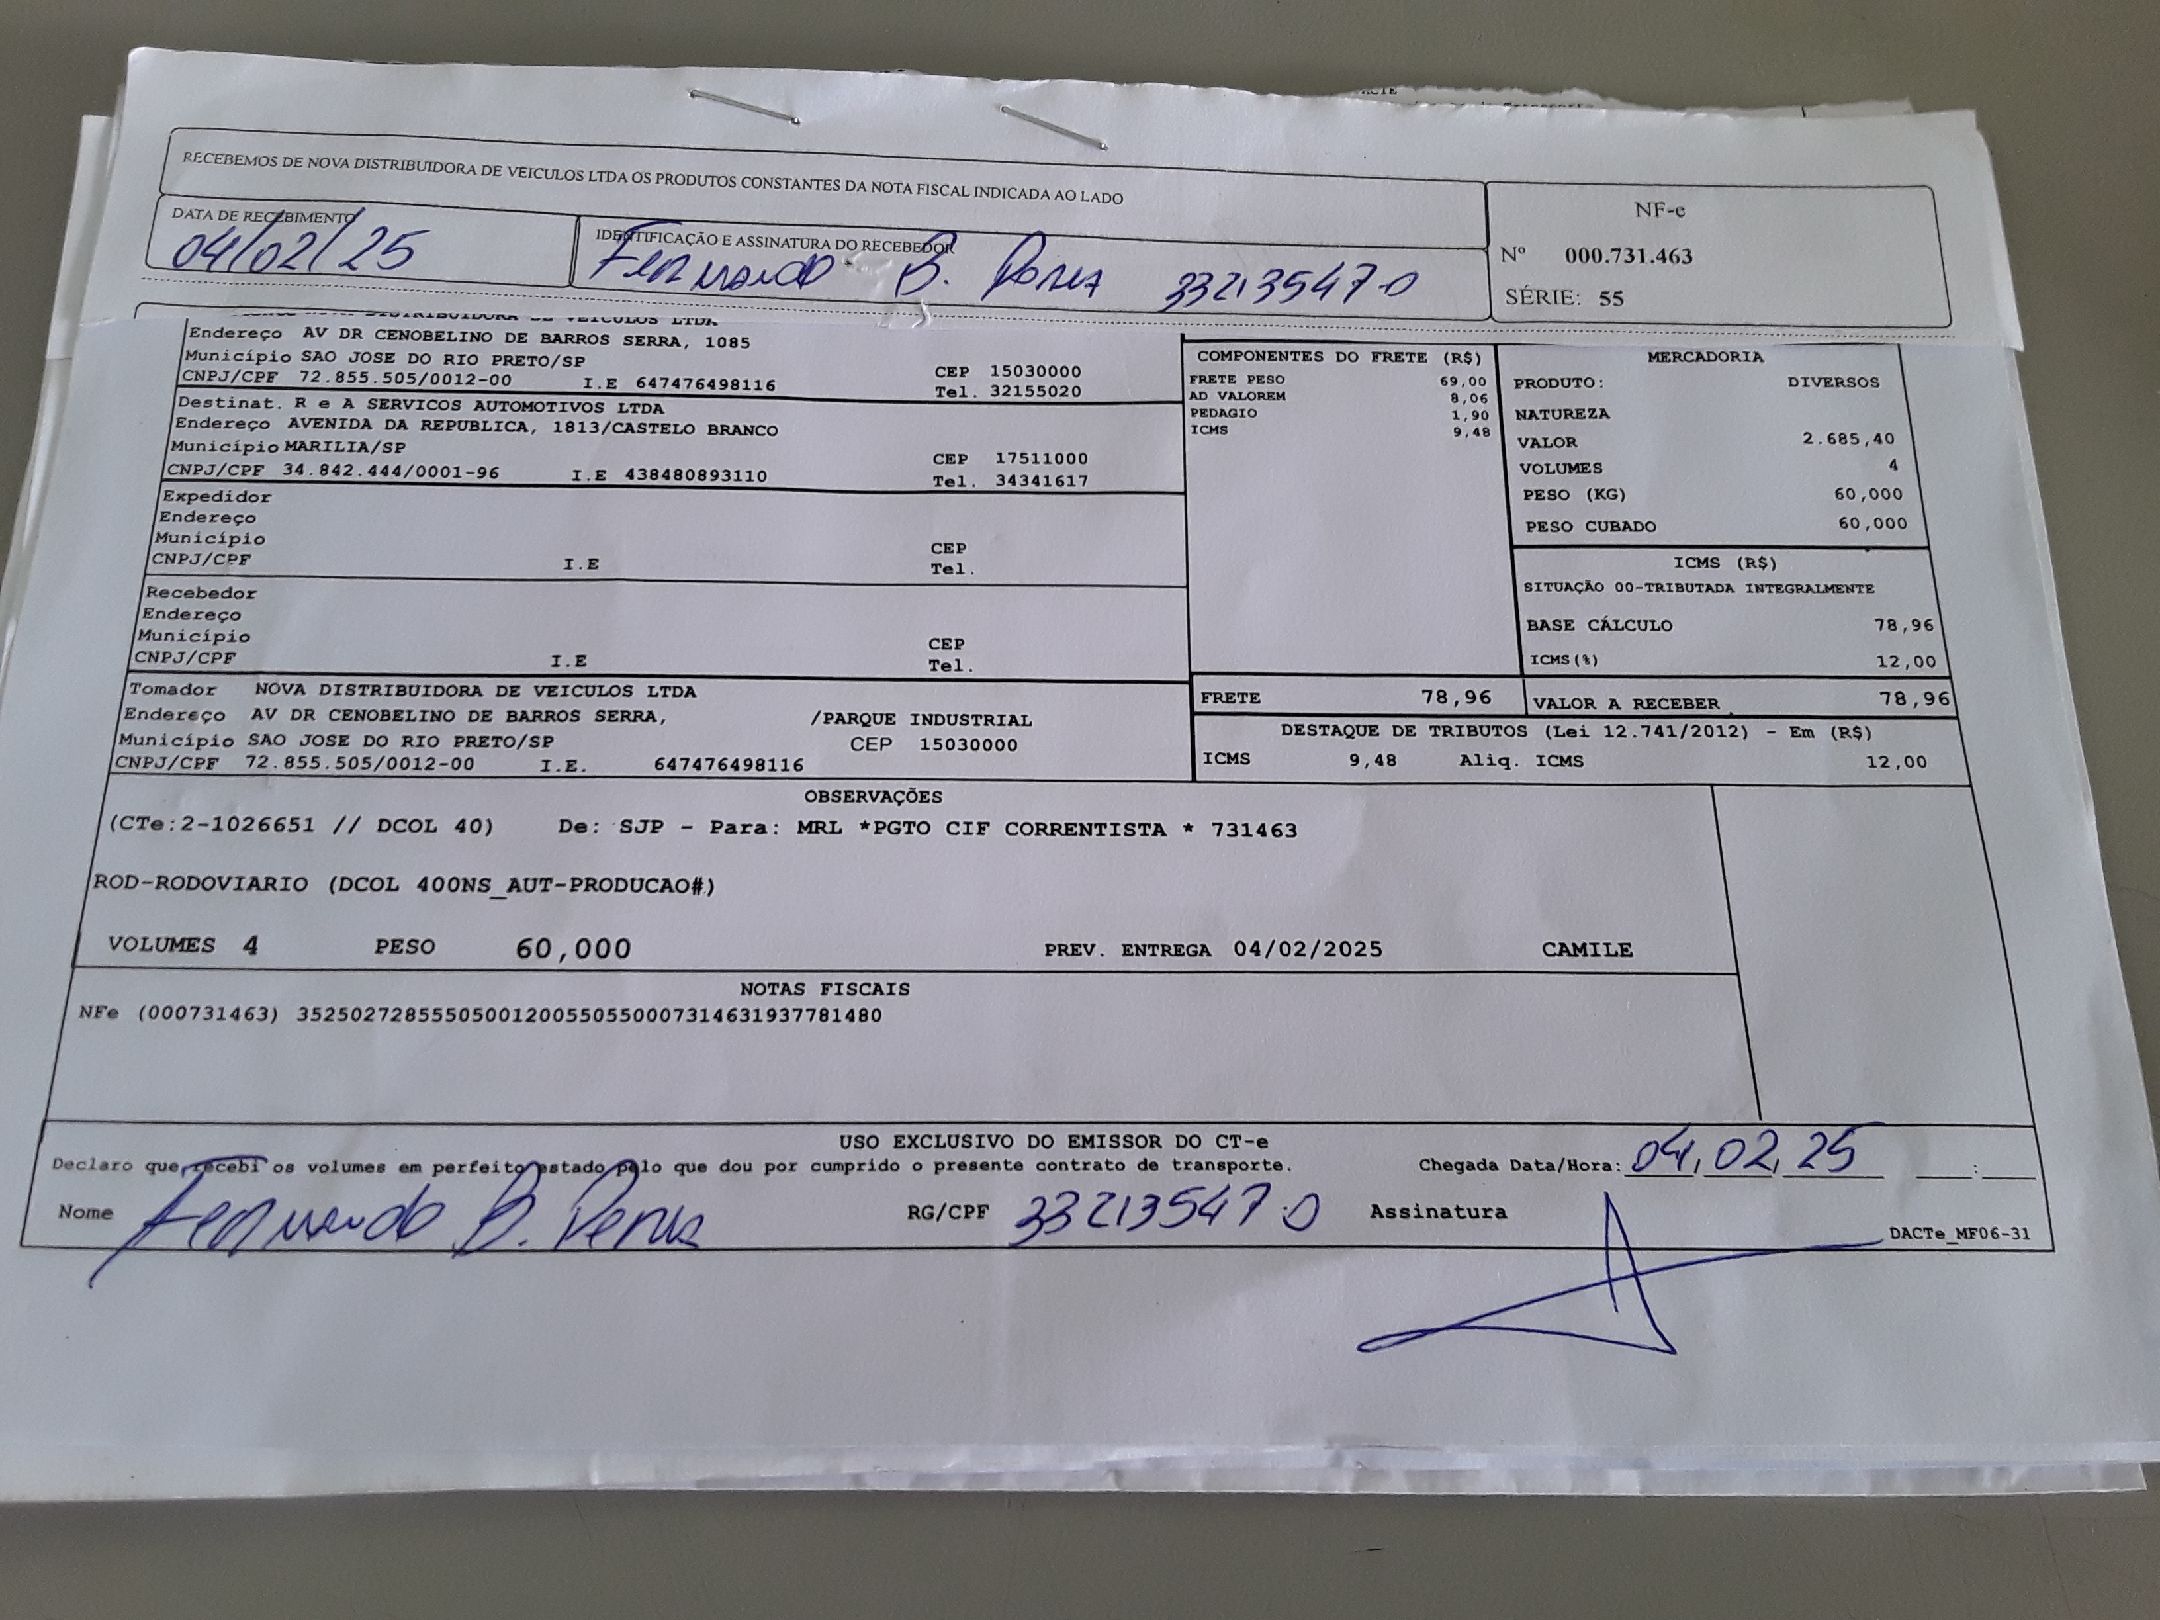 RECEBEMOS DE NOVA DISTRIBUIDORA DE VEICULOS LTDA OS PRODUTOS CONSTANTES DA NOTA FISCAL INDICADA AO LADO
DATA DE RECEBIMENTO
04/02/25
IDENTIFICAÇÃO E ASSINATURA DO RECEBEDOR
Fernando B. 33213547-0
NF-e
Nº 000.731.463
SÉRIE: 55
DISTRIBUIDORA DE VEICULOS LTDA
Endereço AV DR CENOBELINO DE BARROS SERRA, 1085
Município SAO JOSE DO RIO PRETO/SP CEP 15030000
CNPJ/CPF 72.855.505/0012-00 I.E 647476498116 Tel. 32155020
Destinat. R e A SERVICOS AUTOMOTIVOS LTDA
Endereço AVENIDA DA REPUBLICA, 1813/CASTELO BRANCO
Município MARILIA/SP CEP 17511000
CNPJ/CPF 34.842.444/0001-96 I.E 438480893110 Tel. 34341617
Expedidor
Endereço
Município CEP
CNPJ/CPF I.E Tel.
Recebedor
Endereço
Município CEP
CNPJ/CPF I.E Tel.
Tomador NOVA DISTRIBUIDORA DE VEICULOS LTDA
Endereço AV DR CENOBELINO DE BARROS SERRA, /PARQUE INDUSTRIAL
Município SAO JOSE DO RIO PRETO/SP CEP 15030000
CNPJ/CPF 72.855.505/0012-00 I.E. 647476498116
COMPONENTES DO FRETE (R$)
FRETE PESO 69,00
AD VALOREM 8,06
PEDAGIO 1,90
ICMS 9,48
MERCADORIA
PRODUTO: DIVERSOS
NATUREZA
VALOR 2.685,40
VOLUMES 4
PESO (KG) 60,000
PESO CUBADO 60,000
ICMS (R$)
SITUAÇÃO 00-TRIBUTADA INTEGRALMENTE
BASE CÁLCULO 78,96
ICMS(%) 12,00
FRETE 78,96
VALOR A RECEBER 78,96
DESTAQUE DE TRIBUTOS (Lei 12.741/2012) - Em (R$)
ICMS 9,48 Aliq. ICMS 12,00
OBSERVAÇÕES
(CTe:2-1026651 // DCOL 40) De: SJP - Para: MRL *PGTO CIF CORRENTISTA * 731463
ROD-RODOVIARIO (DCOL 400NS_AUT-PRODUCAO#)
VOLUMES 4 PESO 60,000 PREV. ENTREGA 04/02/2025 CAMILE
NOTAS FISCAIS
NFe (000731463) 35250272855505001200550550007314631937781480
USO EXCLUSIVO DO EMISSOR DO CT-e
Declaro que recebi os volumes em perfeito estado pelo que dou por cumprido o presente contrato de transporte. Chegada Data/Hora: 04,02,25 :
Nome Fernando B. RG/CPF 33213547-0 Assinatura
DACTe_MF06-31